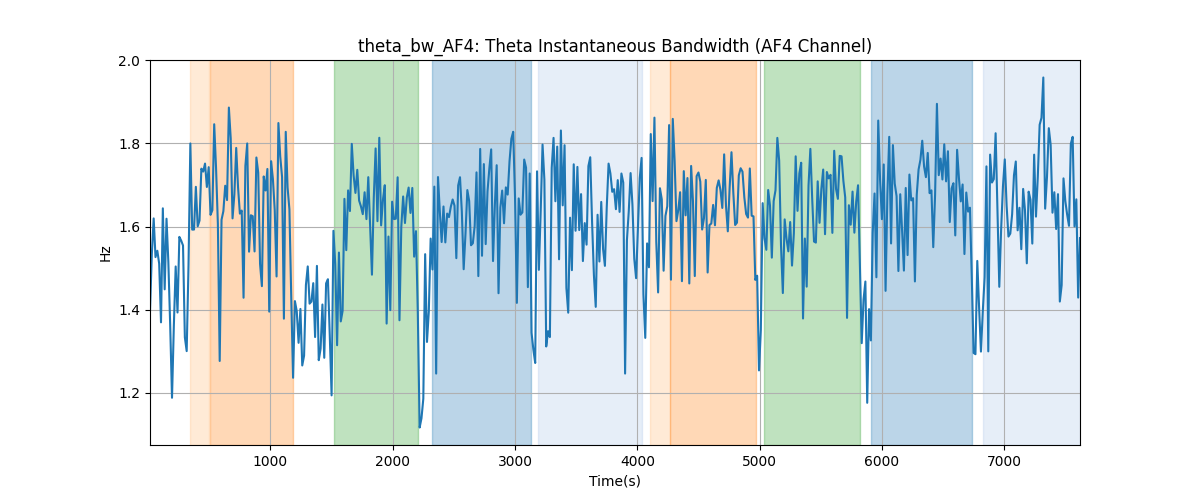 theta_bw_AF4: Theta Instantaneous Bandwidth (AF4 Channel)
2.0
1.8
1.6
1.4
1.2
Hz
1000 2000 3000 4000 5000 6000 7000
Time(s)